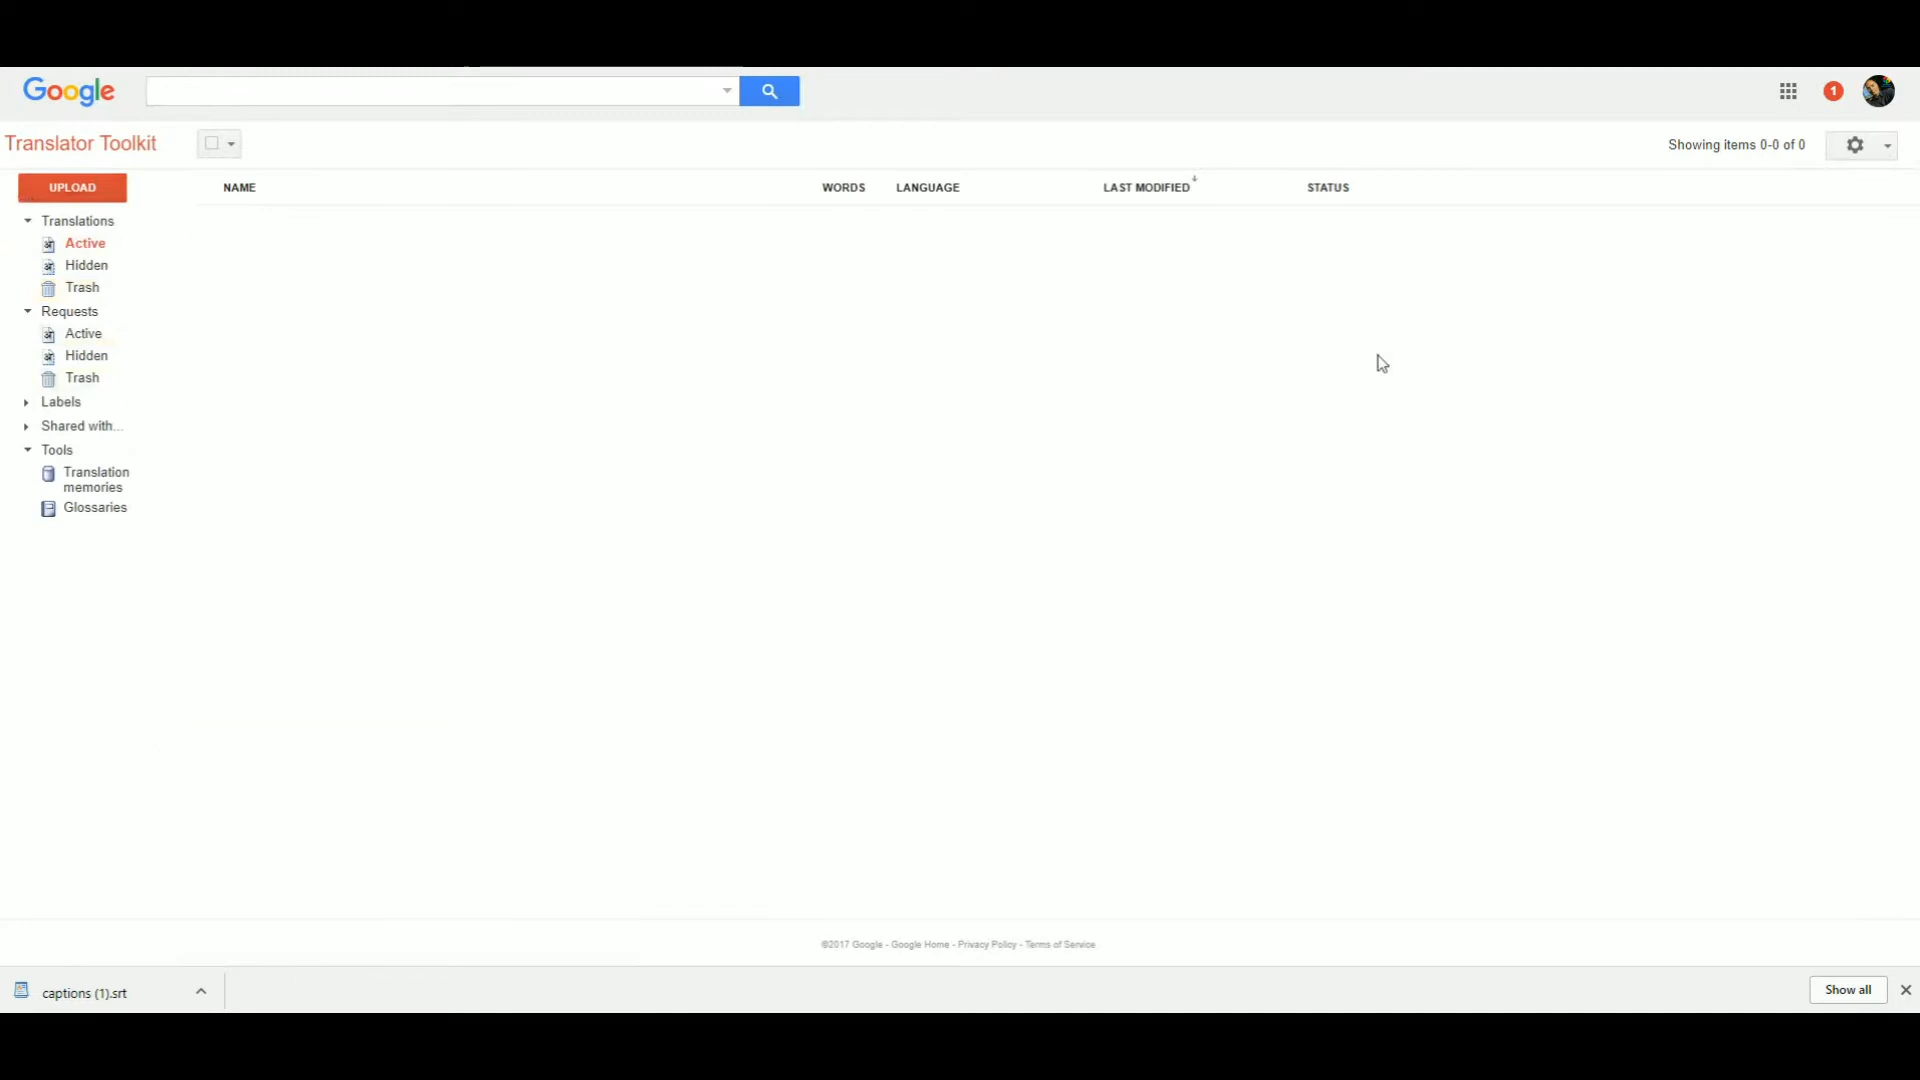 Google
1
Translator Toolkit
Showing items 0-0 of 0
UPLOAD
NAME WORDS LANGUAGE LAST MODIFIED STATUS
Translations
Active
Hidden
Trash
Requests
Active
Hidden
Trash
Labels
Shared with...
Tools
Translation
memories
Glossaries
©2017 Google - Google Home - Privacy Policy - Terms of Service
captions (1).srt
Show all